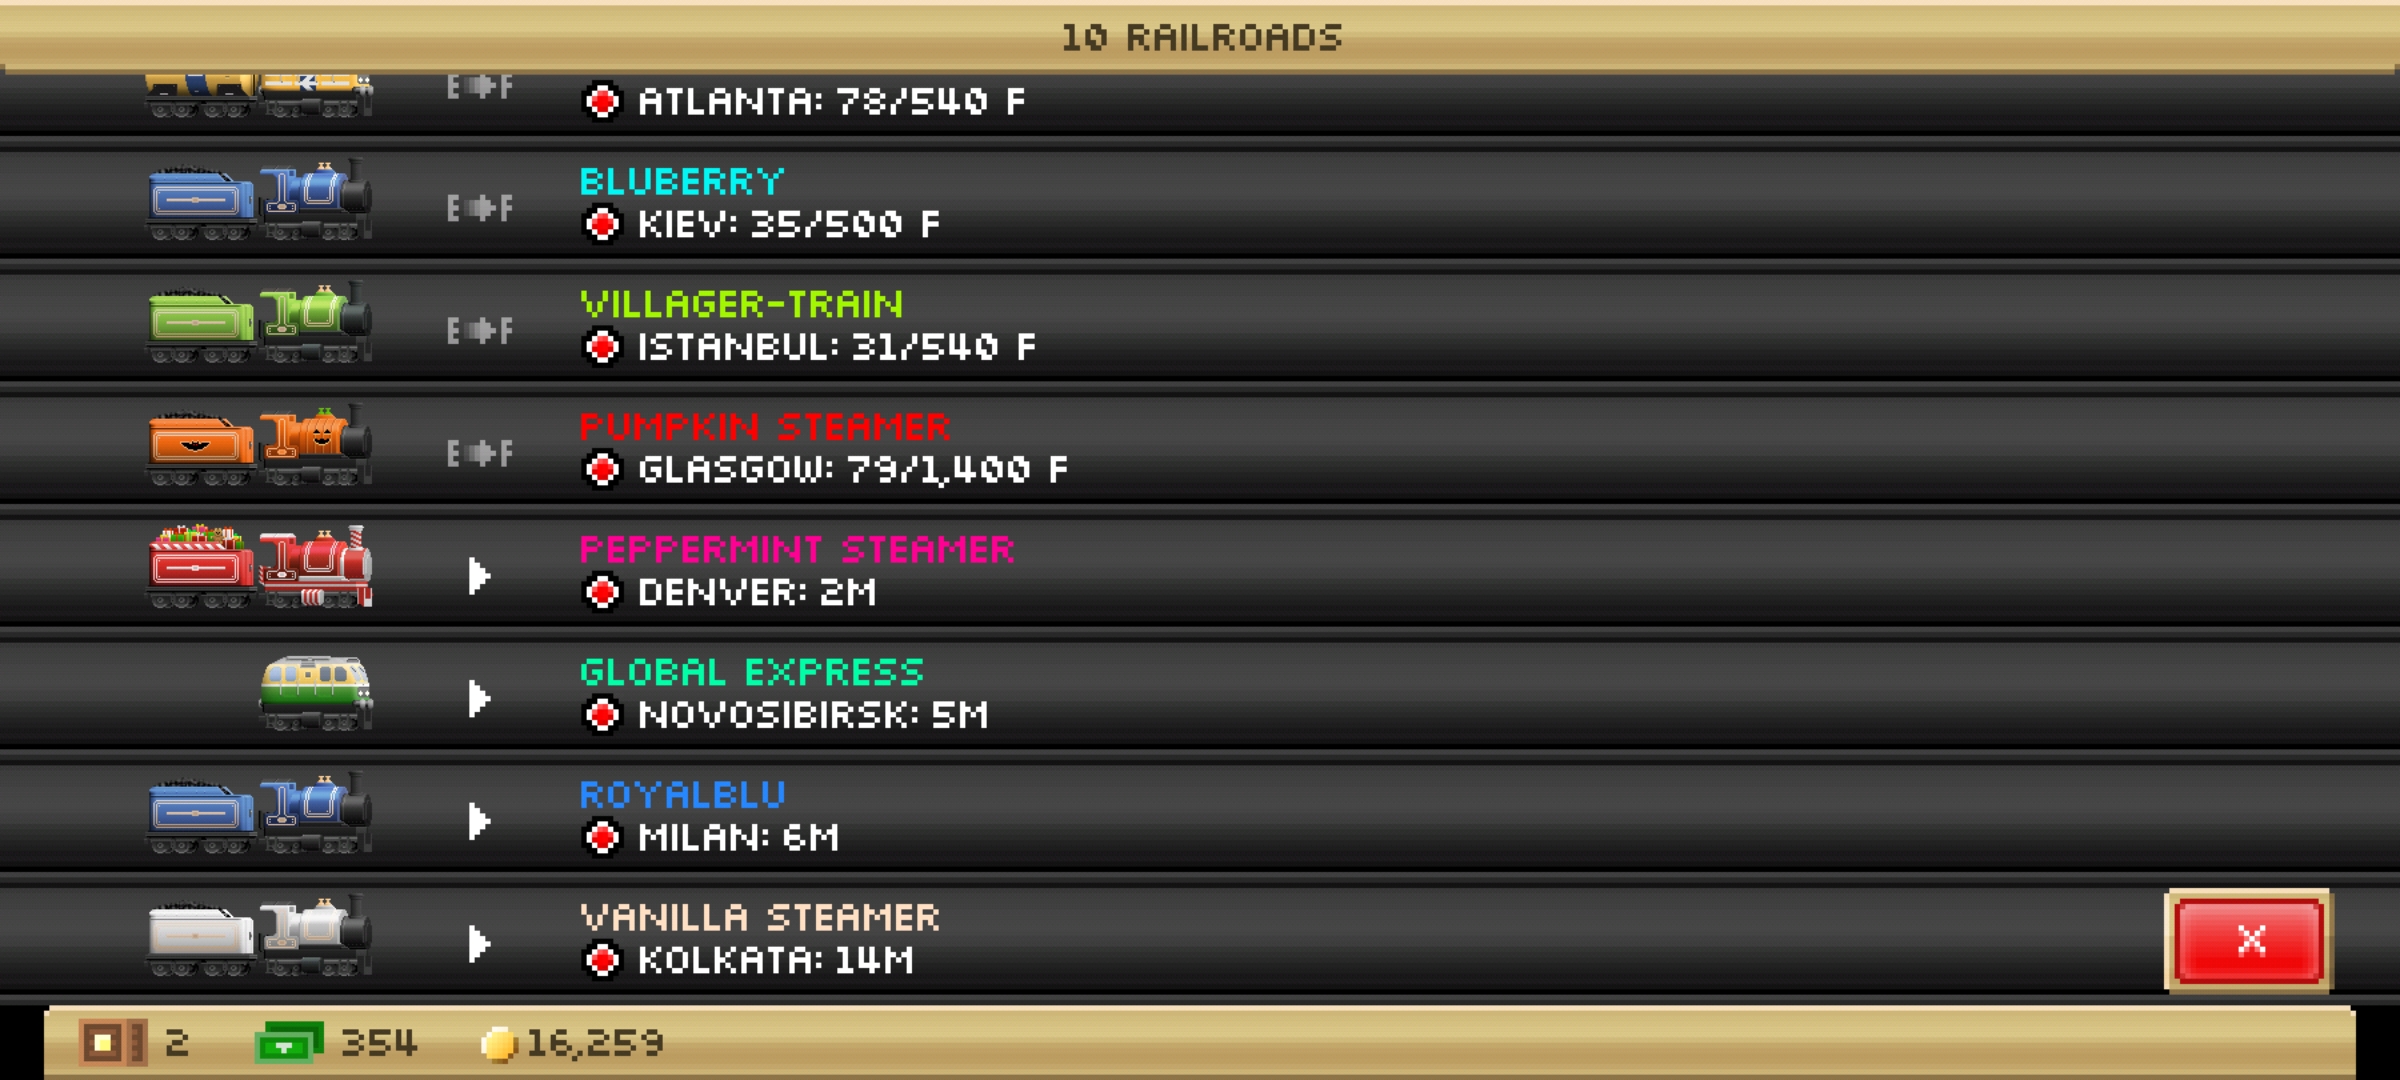 10 RAILROADS
E F
ATLANTA: 78/540 F
BLUBERRY
E F
KIEV: 35/500 F
VILLAGER-TRAIN
E F
ISTANBUL: 31/540 F
PUMPKIN STEAMER
E F
GLASGOW: 79/1,400 F
PEPPERMINT STEAMER
DENVER: 2M
GLOBAL EXPRESS
NOVOSIBIRSK: 5M
ROYALBLU
MILAN: 6M
VANILLA STEAMER
KOLKATA: 14M
X
2 354 16,259